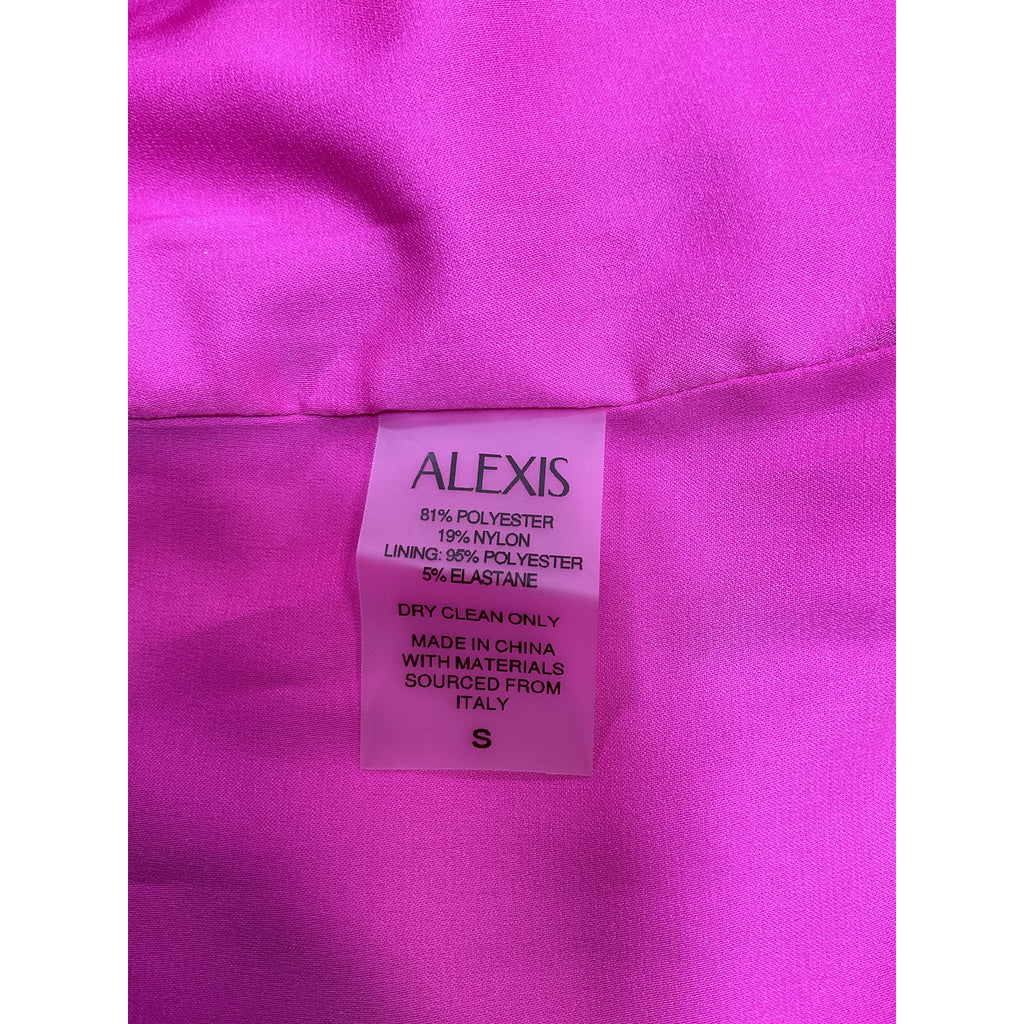 ALEXIS
81% POLYESTER
19% NYLON
LINING: 95% POLYESTER
5% ELASTANE
DRY CLEAN ONLY
MADE IN CHINA
WITH MATERIALS
SOURCED FROM
ITALY
S